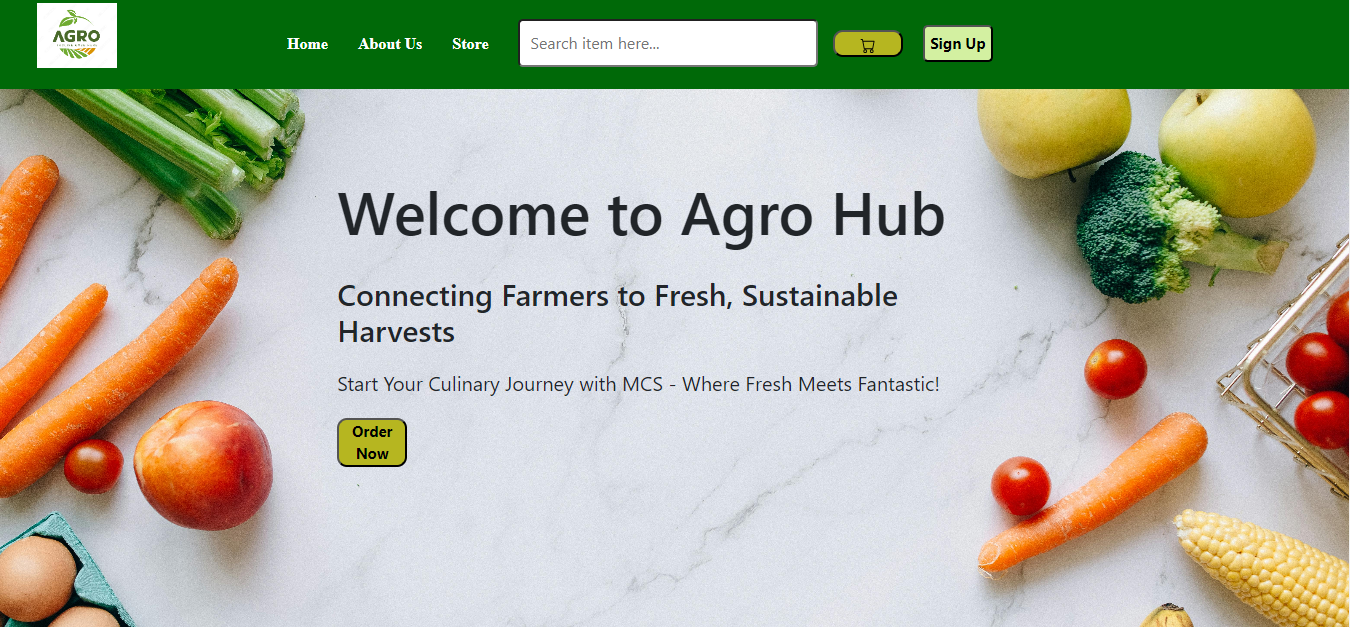 AGRO
Home
About Us
Store
Search item here...
Sign Up
Welcome to Agro Hub
Connecting Farmers to Fresh, Sustainable
Harvests
Start Your Culinary Journey with MCS - Where Fresh Meets Fantastic!
Order
Now